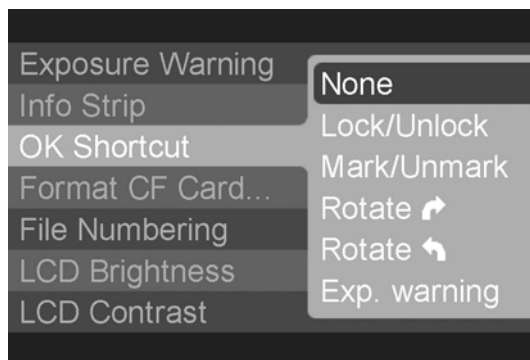 Exposure Warning
Info Strip
OK Shortcut
Format CF Card...
File Numbering
LCD Brightness
LCD Contrast
None
Lock/Unlock
Mark/Unmark
Rotate
Rotate
Exp. warning